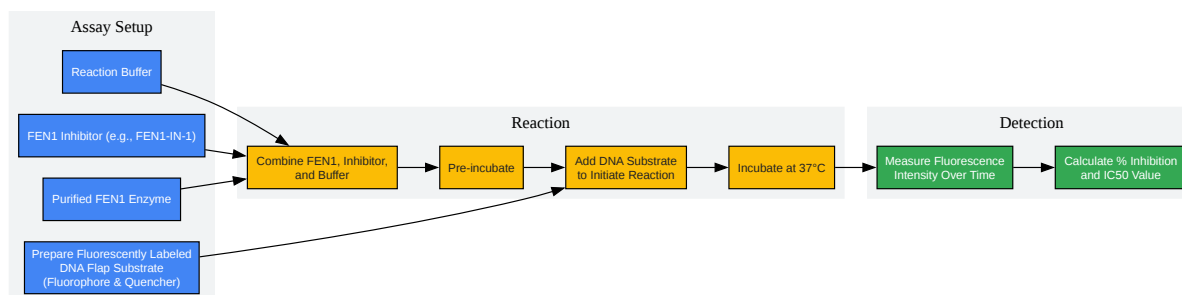 Assay Setup
Reaction Buffer
FEN1 Inhibitor (e.g., FEN1-IN-1)
Purified FEN1 Enzyme
Prepare Fluorescently Labeled
DNA Flap Substrate
(Fluorophore & Quencher)
Reaction
Combine FEN1, Inhibitor,
and Buffer
Pre-incubate
Add DNA Substrate
to Initiate Reaction
Incubate at 37°C
Detection
Measure Fluorescence
Intensity Over Time
Calculate % Inhibition
and IC50 Value